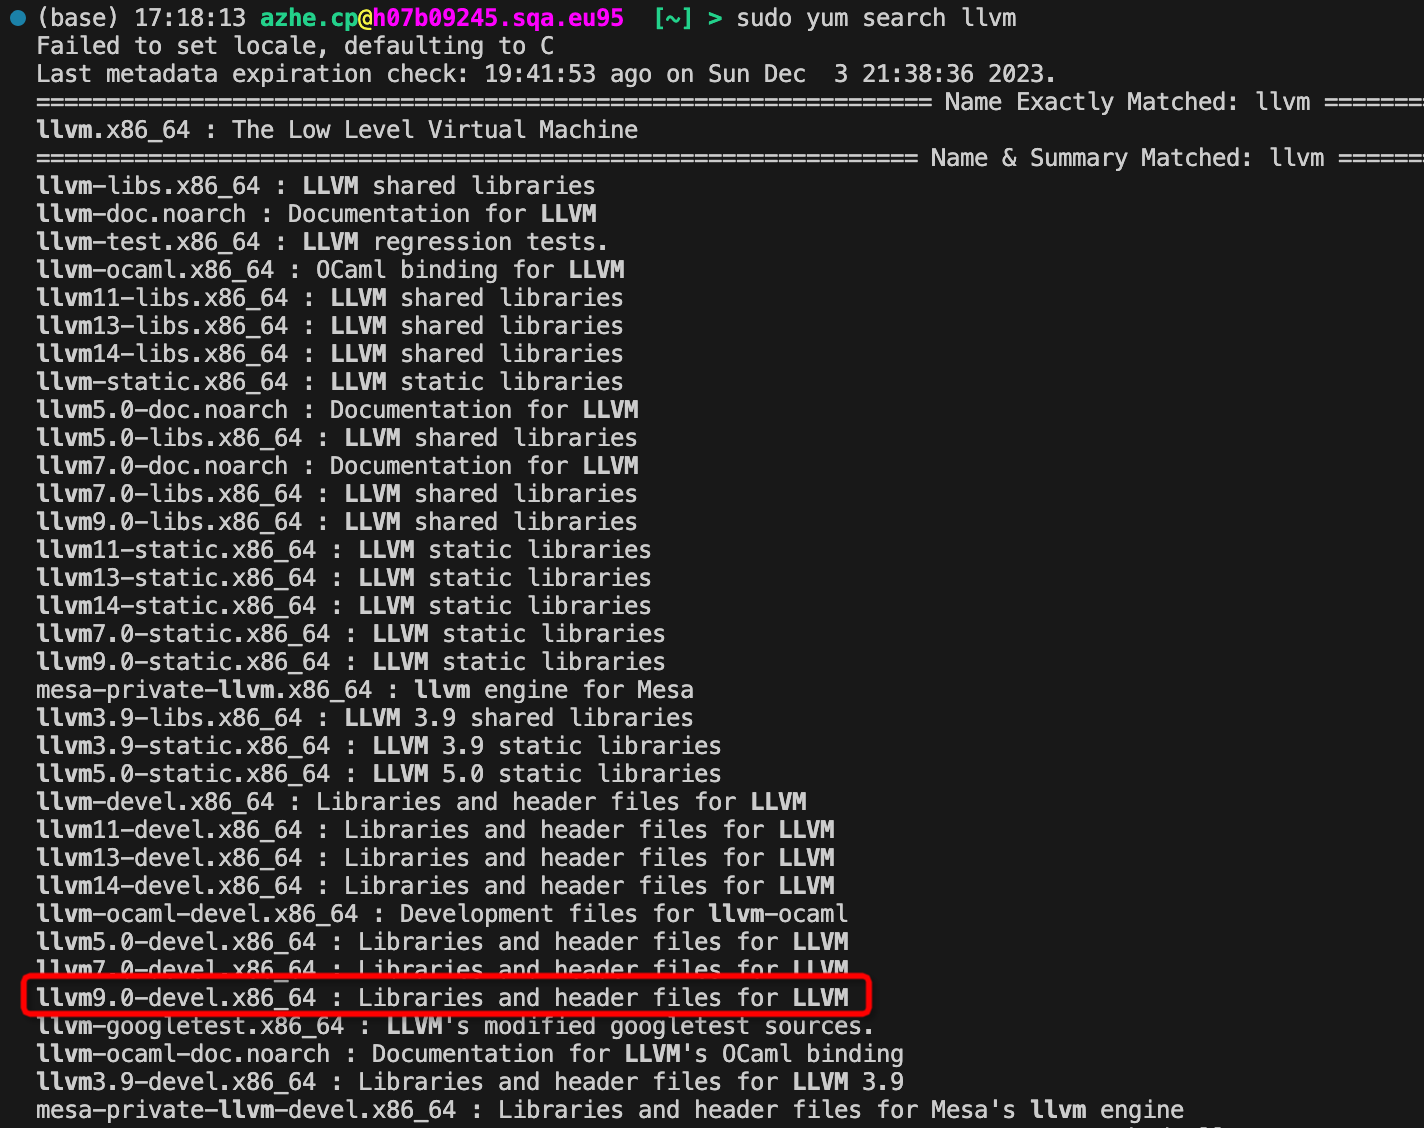 (base) 17:18:13 azhe.cp@h07b09245.sqa.eu95  [~] > sudo yum search llvm
Failed to set locale, defaulting to C
Last metadata expiration check: 19:41:53 ago on Sun Dec  3 21:38:36 2023.
================================================================ Name Exactly Matched: llvm =======
llvm.x86_64 : The Low Level Virtual Machine
=============================================================== Name & Summary Matched: llvm ======
llvm-libs.x86_64 : LLVM shared libraries
llvm-doc.noarch : Documentation for LLVM
llvm-test.x86_64 : LLVM regression tests.
llvm-ocaml.x86_64 : OCaml binding for LLVM
llvm11-libs.x86_64 : LLVM shared libraries
llvm13-libs.x86_64 : LLVM shared libraries
llvm14-libs.x86_64 : LLVM shared libraries
llvm-static.x86_64 : LLVM static libraries
llvm5.0-doc.noarch : Documentation for LLVM
llvm5.0-libs.x86_64 : LLVM shared libraries
llvm7.0-doc.noarch : Documentation for LLVM
llvm7.0-libs.x86_64 : LLVM shared libraries
llvm9.0-libs.x86_64 : LLVM shared libraries
llvm11-static.x86_64 : LLVM static libraries
llvm13-static.x86_64 : LLVM static libraries
llvm14-static.x86_64 : LLVM static libraries
llvm7.0-static.x86_64 : LLVM static libraries
llvm9.0-static.x86_64 : LLVM static libraries
mesa-private-llvm.x86_64 : llvm engine for Mesa
llvm3.9-libs.x86_64 : LLVM 3.9 shared libraries
llvm3.9-static.x86_64 : LLVM 3.9 static libraries
llvm5.0-static.x86_64 : LLVM 5.0 static libraries
llvm-devel.x86_64 : Libraries and header files for LLVM
llvm11-devel.x86_64 : Libraries and header files for LLVM
llvm13-devel.x86_64 : Libraries and header files for LLVM
llvm14-devel.x86_64 : Libraries and header files for LLVM
llvm-ocaml-devel.x86_64 : Development files for llvm-ocaml
llvm5.0-devel.x86_64 : Libraries and header files for LLVM
llvm7.0-devel.x86_64 : Libraries and header files for LLVM
llvm9.0-devel.x86_64 : Libraries and header files for LLVM
llvm-googletest.x86_64 : LLVM's modified googletest sources.
llvm-ocaml-doc.noarch : Documentation for LLVM's OCaml binding
llvm3.9-devel.x86_64 : Libraries and header files for LLVM 3.9
mesa-private-llvm-devel.x86_64 : Libraries and header files for Mesa's llvm engine